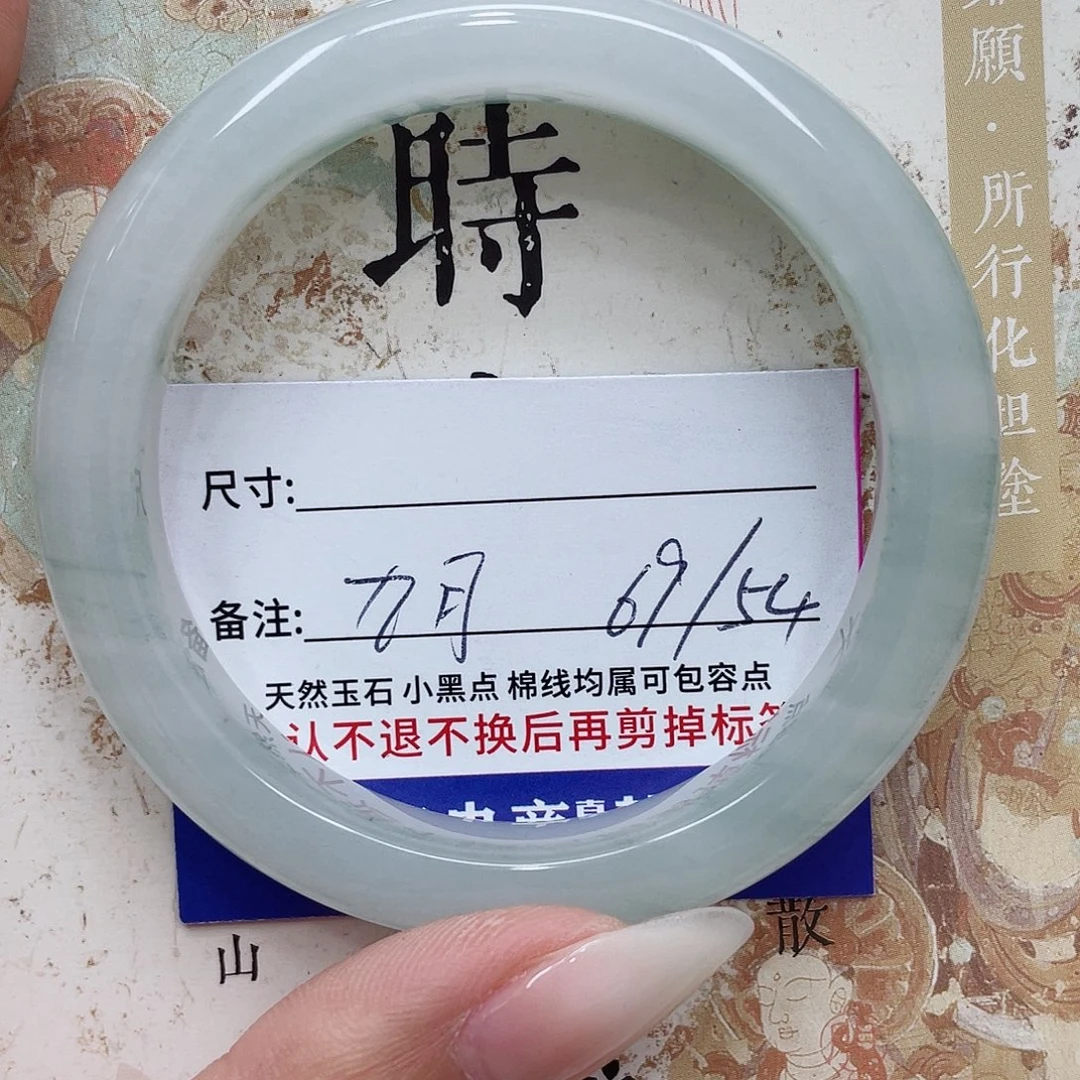 時
願·所行化
尺寸:
备注: 九月 69/54
天然玉石 小黑点 棉线均属可包容点
认不退不换后再剪掉标签
山
散